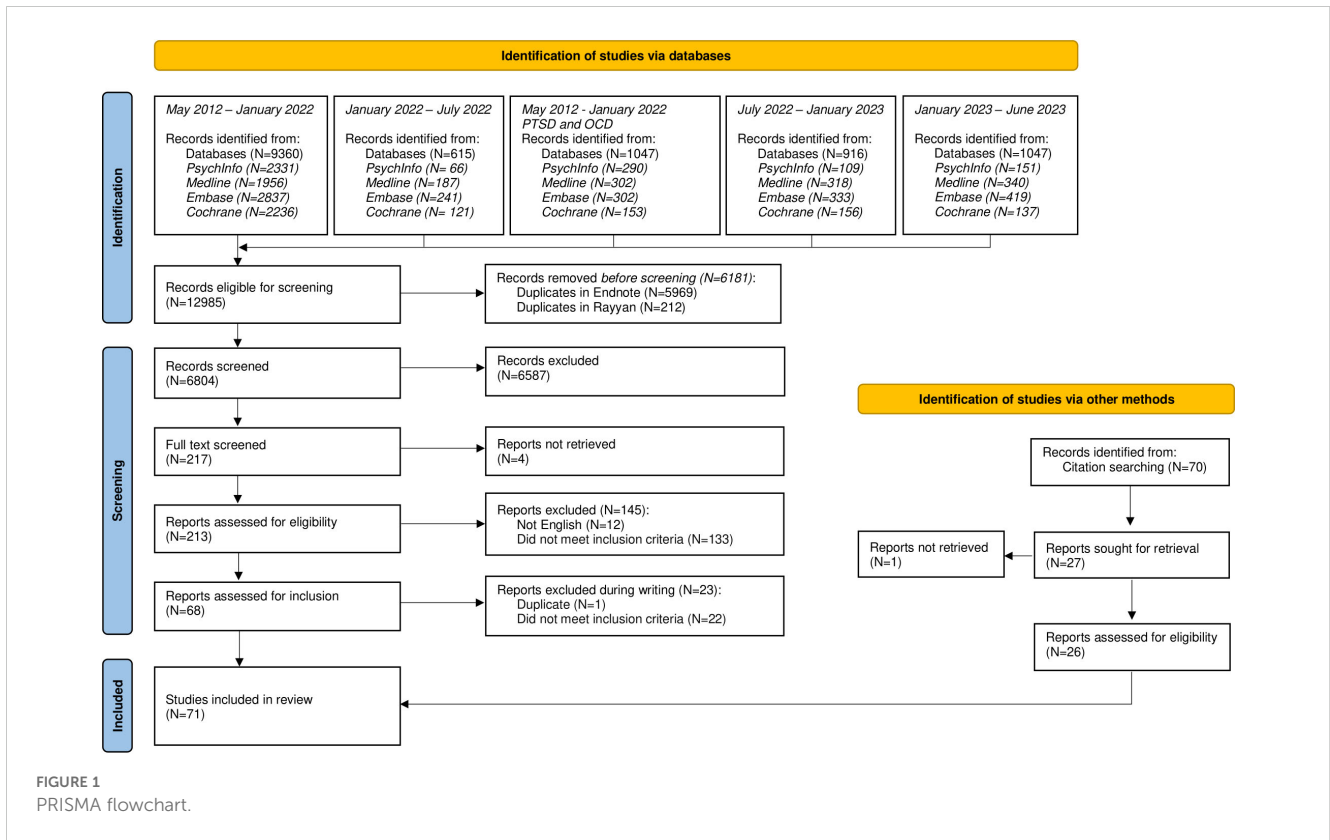 Identification of studies via databases
Identification
May 2012 – January 2022
Records identified from:
Databases (N=9360)
PsychInfo (N=2331)
Medline (N=1956)
Embase (N=2837)
Cochrane (N=2236)
January 2022 – July 2022
Records identified from:
Databases (N=615)
PsychInfo (N= 66)
Medline (N=187)
Embase (N=241)
Cochrane (N= 121)
May 2012 - January 2022
PTSD and OCD
Records identified from:
Databases (N=1047)
PsychInfo (N=290)
Medline (N=302)
Embase (N=302)
Cochrane (N=153)
July 2022 – January 2023
Records identified from:
Databases (N=916)
PsychInfo (N=109)
Medline (N=318)
Embase (N=333)
Cochrane (N=156)
January 2023 – June 2023
Records identified from:
Databases (N=1047)
PsychInfo (N=151)
Medline (N=340)
Embase (N=419)
Cochrane (N=137)
Records eligible for screening
(N=12985)
Records removed before screening (N=6181):
Duplicates in Endnote (N=5969)
Duplicates in Rayyan (N=212)
Screening
Records screened
(N=6804)
Records excluded
(N=6587)
Full text screened
(N=217)
Reports not retrieved
(N=4)
Reports assessed for eligibility
(N=213)
Reports excluded (N=145):
Not English (N=12)
Did not meet inclusion criteria (N=133)
Reports assessed for inclusion
(N=68)
Reports excluded during writing (N=23):
Duplicate (N=1)
Did not meet inclusion criteria (N=22)
Identification of studies via other methods
Records identified from:
Citation searching (N=70)
Reports not retrieved
(N=1)
Reports sought for retrieval
(N=27)
Reports assessed for eligibility
(N=26)
Included
Studies included in review
(N=71)
FIGURE 1
PRISMA flowchart.